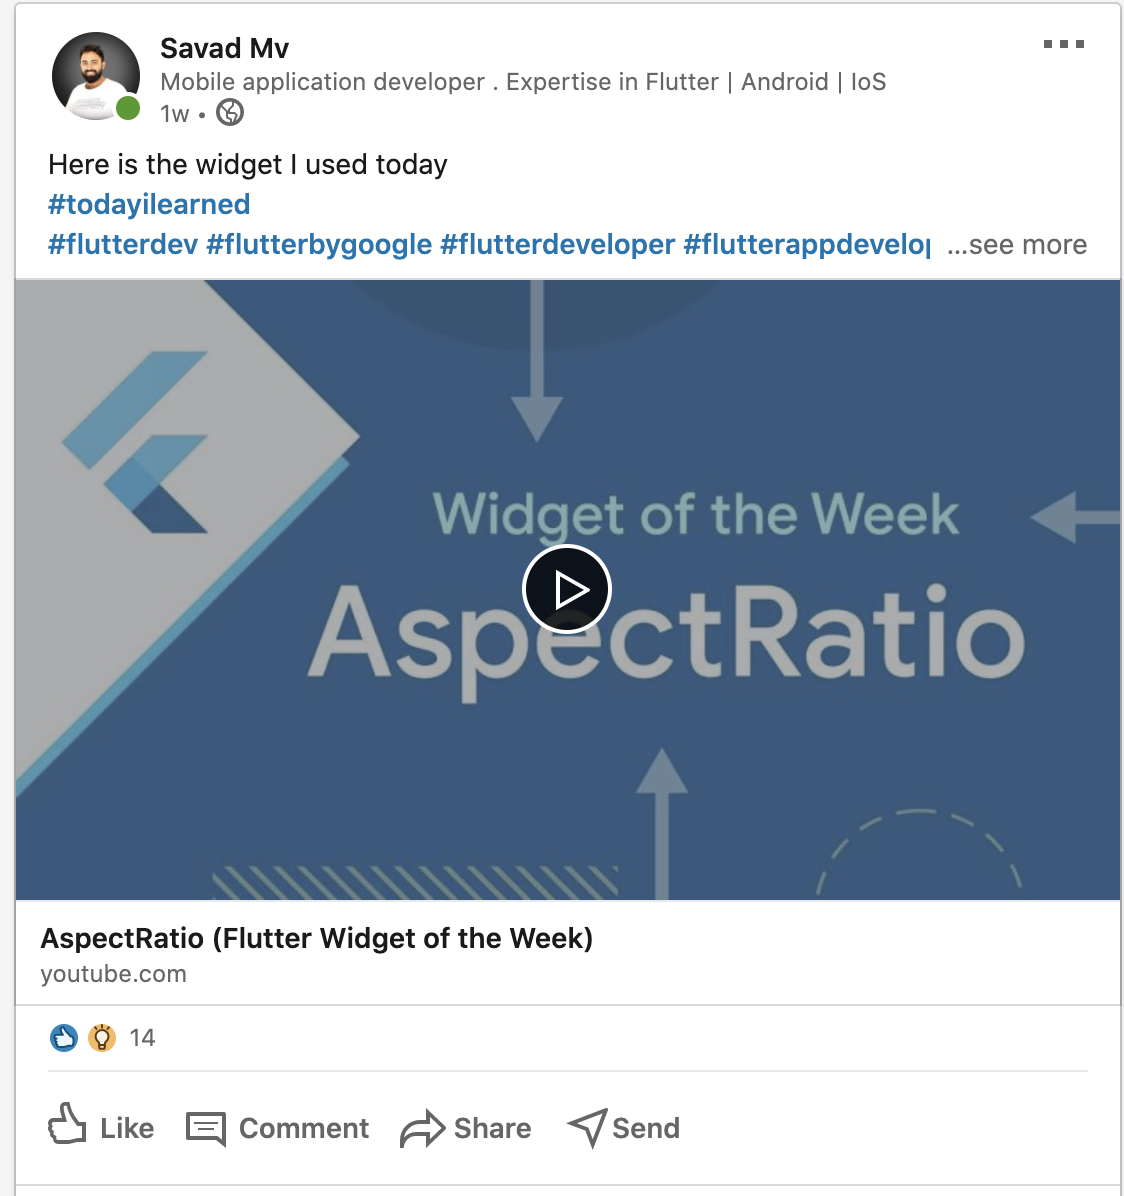 Savad Mv
Mobile application developer . Expertise in Flutter | Android | IoS
1w •
Here is the widget I used today
#todayilearned
#flutterdev #flutterbygoogle #flutterdeveloper #flutterappdevelo ...see more
Widget of the Week
AspectRatio
AspectRatio (Flutter Widget of the Week)
youtube.com
14
Like Comment Share Send